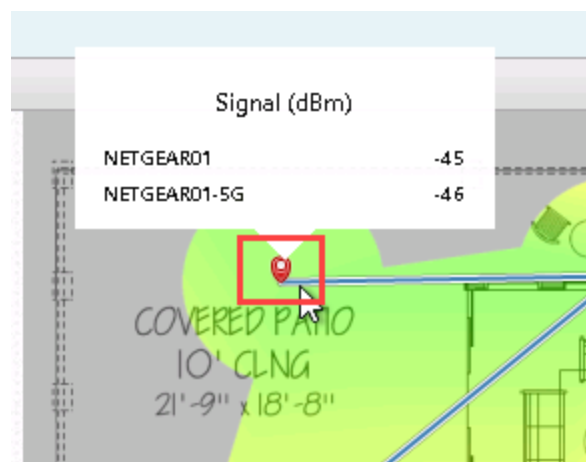 Signal (dBm)
NETGEAR01 -45
NETGEAR01-5G -46
COVERED PATIO
10' CLNG
21'-9" x 18'-8"